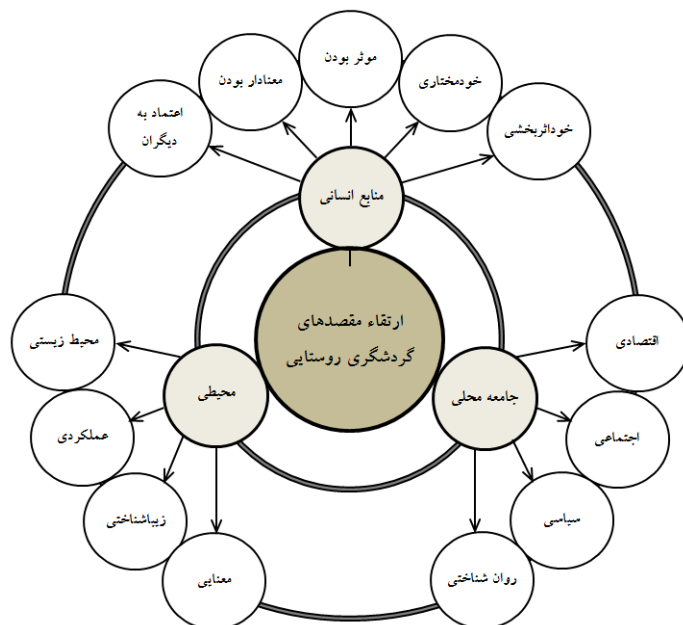 موثر بودن
خودمختاری
معنادار بودن
خوداثربخشی
اعتماد به
دیگران
منابع انسانی
ارتقاء مقصدهای
گردشگری روستایی
اقتصادی
محیط زیستی
محیطی
جامعه محلی
عملکردی
اجتماعی
زیباشناختی
سیاسی
معنایی
روان شناختی